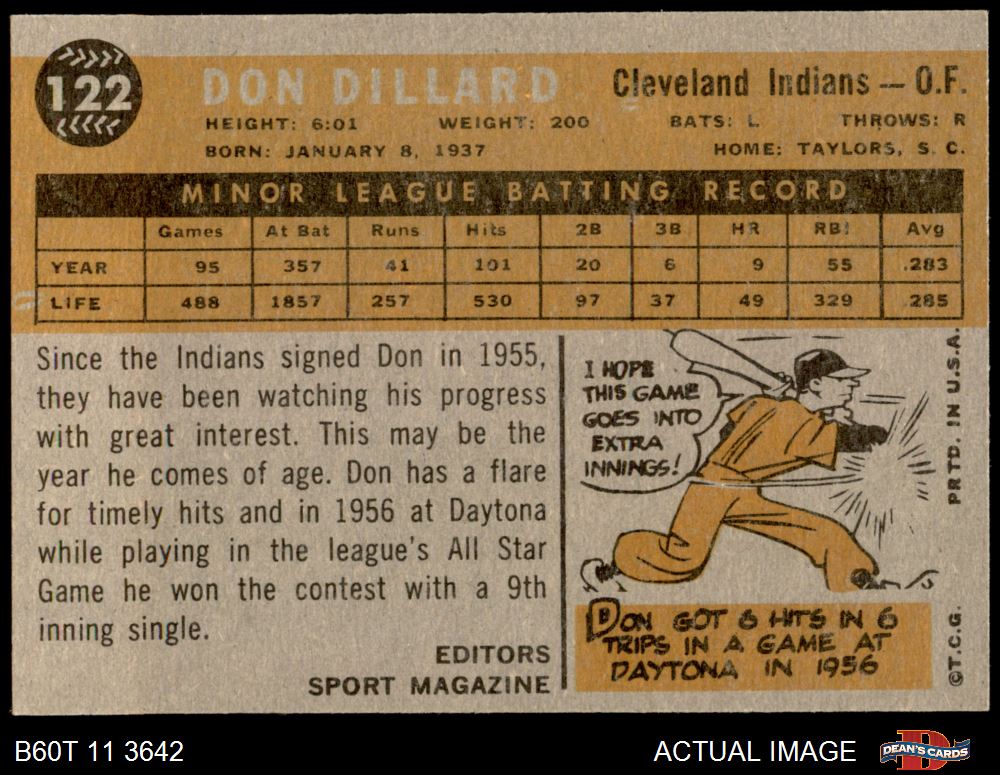 122
DON DILLARD
Cleveland Indians — O.F.
HEIGHT: 6:01 WEIGHT: 200 BATS: L THROWS: R
BORN: JANUARY 8, 1937 HOME: TAYLORS, S. C.
MINOR LEAGUE BATTING RECORD
Games At Bat Runs Hits 2B 3B HR RBI Avg
YEAR 95 357 41 101 20 6 9 55 .283
LIFE 488 1857 257 530 97 37 49 329 .285
Since the Indians signed Don in 1955,
they have been watching his progress
with great interest. This may be the
year he comes of age. Don has a flare
for timely hits and in 1956 at Daytona
while playing in the league's All Star
Game he won the contest with a 9th
inning single.
EDITORS
SPORT MAGAZINE
I HOPE
THIS GAME
GOES INTO
EXTRA
INNINGS!
DON GOT 6 HITS IN 6
TRIPS IN A GAME AT
DAYTONA IN 1956
PRTD. IN U.S.A.
©T.C.G.
B60T 11 3642
ACTUAL IMAGE
D
DEAN'S CARDS